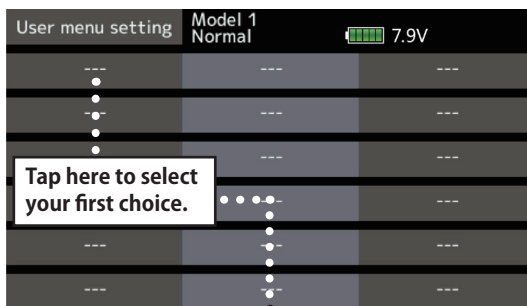 User menu setting
Model 1
Normal
7.9V
--- --- ---
--- --- ---
--- ---
Tap here to select
your first choice.
--- ---
--- --- ---
--- --- ---